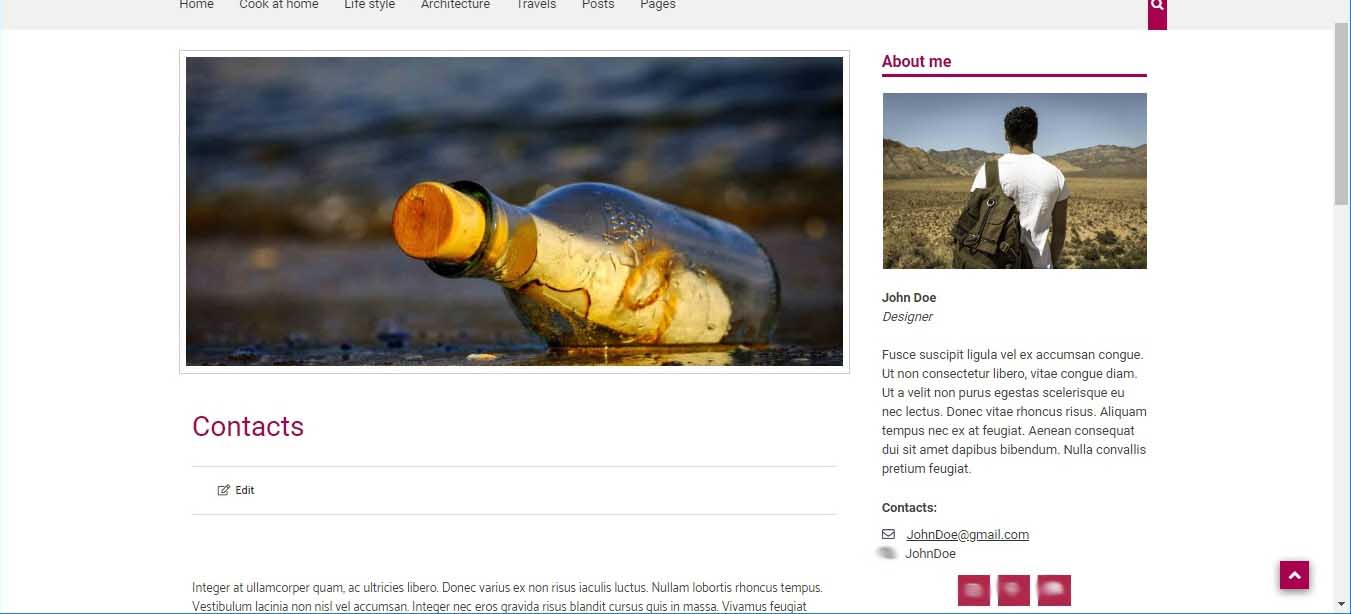 Home Cook at home Life style Architecture Travels Posts Pages
About me
John Doe
Designer
Fusce suscipit ligula vel ex accumsan congue.
Ut non consectetur libero, vitae congue diam.
Ut a velit non purus egestas scelerisque eu
nec lectus. Donec vitae rhoncus risus. Aliquam
tempus nec ex at feugiat. Aenean consequat
dui sit amet dapibus bibendum. Nulla convallis
pretium feugiat.
Contacts:
JohnDoe@gmail.com
JohnDoe
Contacts
Edit
Integer at ullamcorper quam, ac ultricies libero. Donec varius ex non risus iaculis luctus. Nullam lobortis rhoncus tempus.
Vestibulum lacinia non nisl vel accumsan. Integer nec eros gravida risus blandit cursus quis in massa. Vivamus feugiat